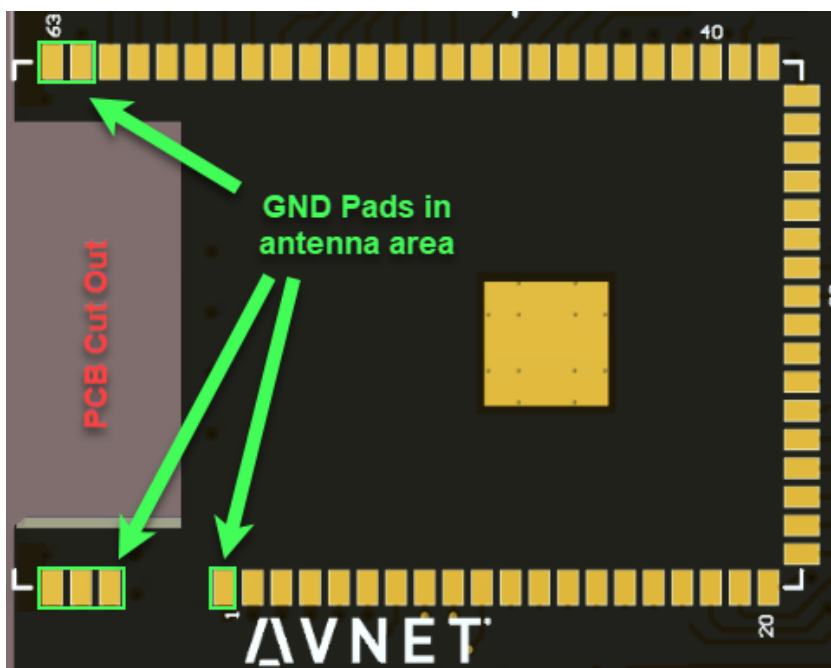 63
40
GND Pads in
antenna area
PCB Cut Out
1
20
AVNET